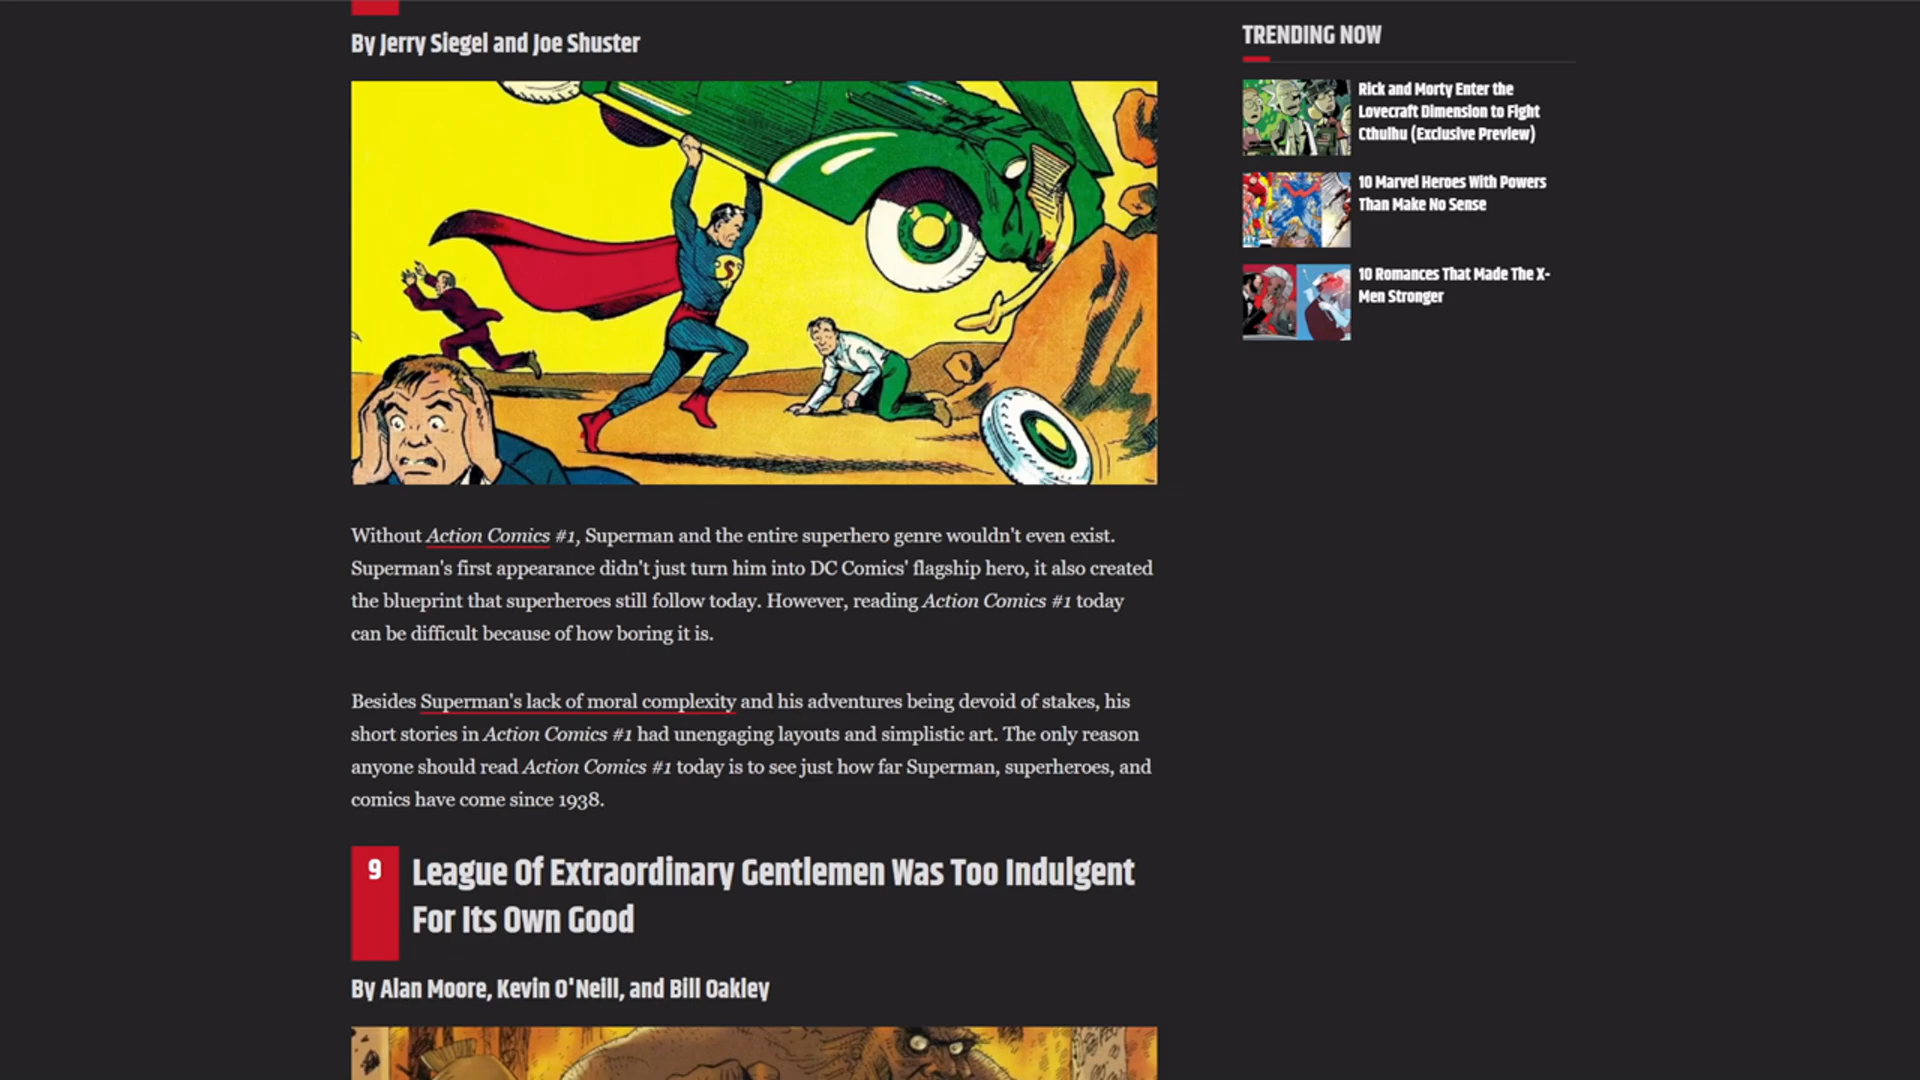 By Jerry Siegel and Joe Shuster
S
Without Action Comics #1, Superman and the entire superhero genre wouldn't even exist.
Superman's first appearance didn't just turn him into DC Comics' flagship hero, it also created
the blueprint that superheroes still follow today. However, reading Action Comics #1 today
can be difficult because of how boring it is.
Besides Superman's lack of moral complexity and his adventures being devoid of stakes, his
short stories in Action Comics #1 had unengaging layouts and simplistic art. The only reason
anyone should read Action Comics #1 today is to see just how far Superman, superheroes, and
comics have come since 1938.
9
League Of Extraordinary Gentlemen Was Too Indulgent
For Its Own Good
By Alan Moore, Kevin O'Neill, and Bill Oakley
TRENDING NOW
Rick and Morty Enter the
Lovecraft Dimension to Fight
Cthulhu (Exclusive Preview)
10 Marvel Heroes With Powers
Than Make No Sense
10 Romances That Made The X-
Men Stronger